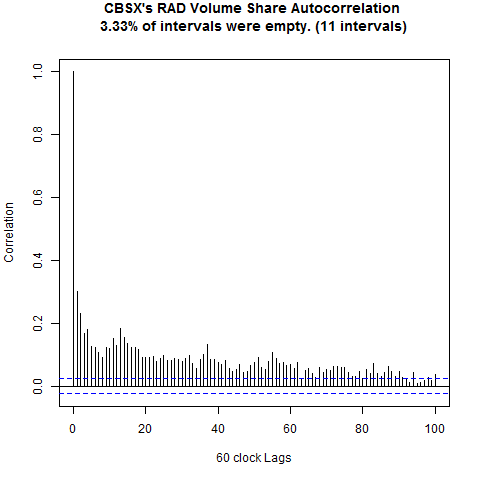 CBSX's RAD Volume Share Autocorrelation
3.33% of intervals were empty. (11 intervals)
Correlation
1.0
0.8
0.6
0.4
0.2
0.0
0 20 40 60 80 100
60 clock Lags